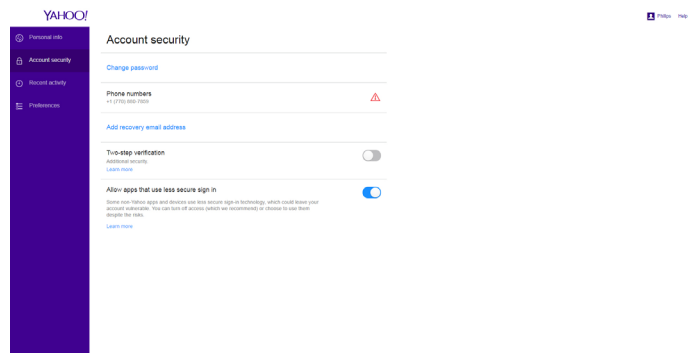 YAHOO!
Philips Help
Personal info
Account security
Recent activity
Preferences
Account security
Change password
Phone numbers
Add recovery email address
Two-step verification
Additional security
Learn more
Allow apps that use less secure sign in
Some non-Yahoo apps and devices use less secure sign-in technology, which could leave your
account vulnerable. You can turn off access (which we recommend) or choose to use them
despite the risks.
Learn more